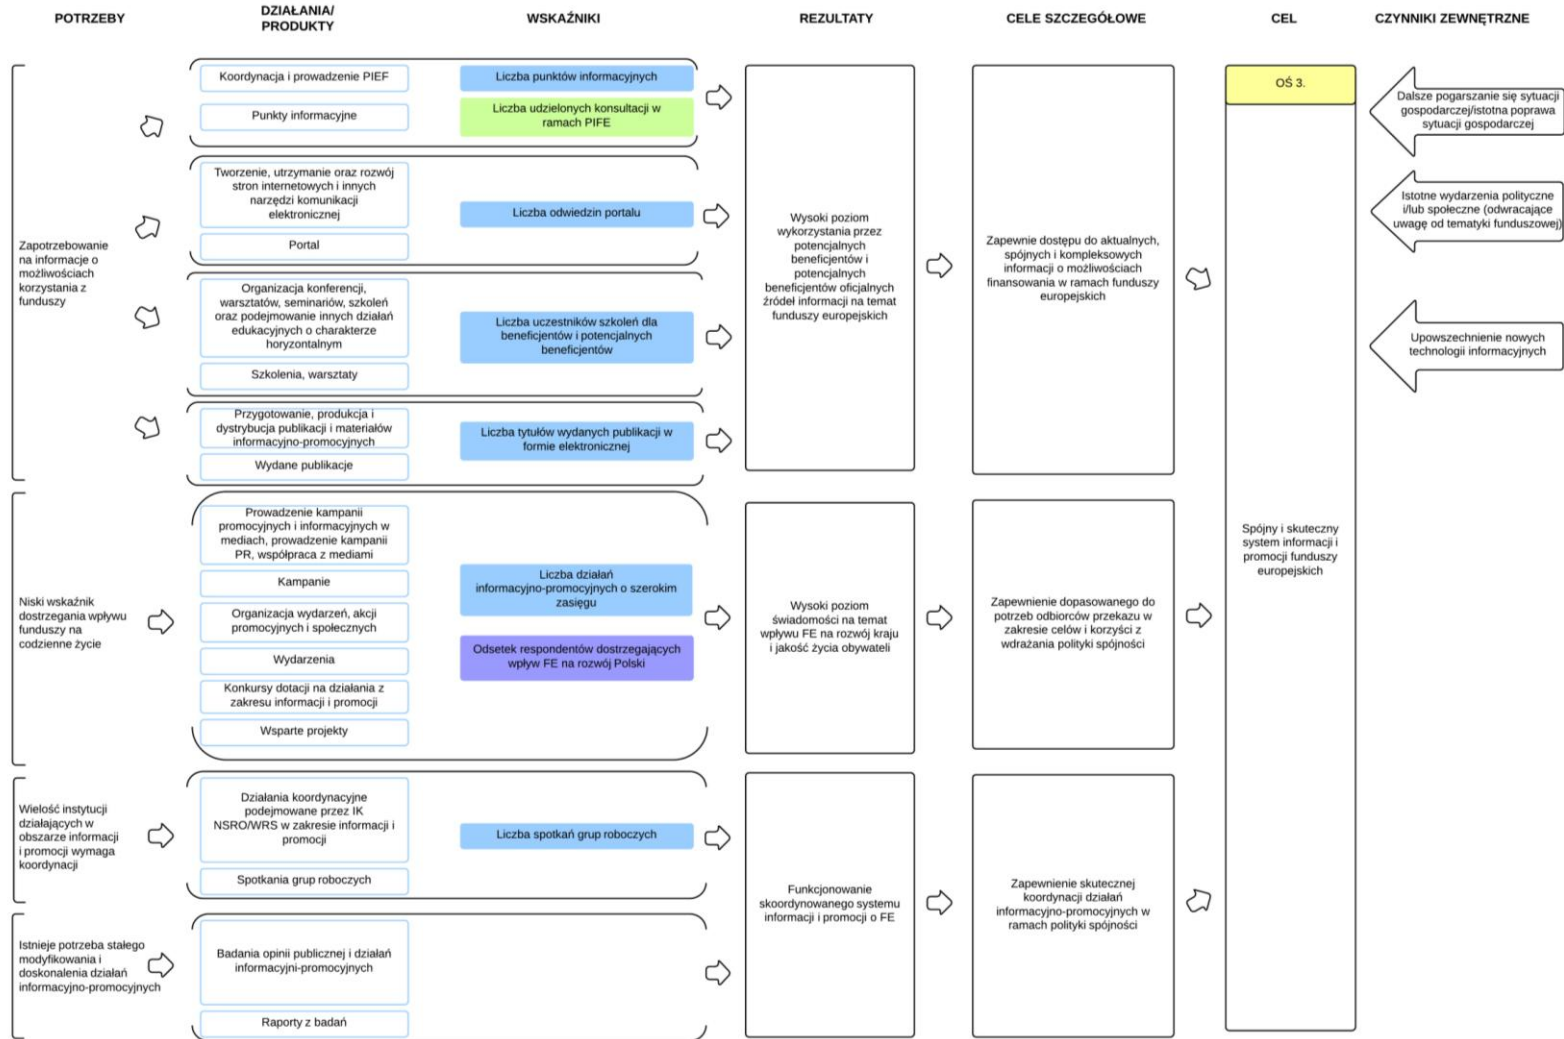 POTRZEBY
DZIAŁANIA/
PRODUKTY
WSKAŹNIKI
REZULTATY
CELE SZCZEGÓŁOWE
CEL
CZYNNIKI ZEWNĘTRZNE
Zapotrzebowanie
na informacje o
możliwościach
korzystania z
funduszy
Koordynacja i prowadzenie PIEF
Punkty informacyjne
Liczba punktów informacyjnych
Liczba udzielonych konsultacji w
ramach PIFE
Tworzenie, utrzymanie oraz rozwój
stron internetowych i innych
narzędzi komunikacji
elektronicznej
Portal
Liczba odwiedzin portalu
Organizacja konferencji,
warsztatów, seminariów, szkoleń
oraz podejmowanie innych działań
edukacyjnych o charakterze
horyzontalnym
Szkolenia, warsztaty
Liczba uczestników szkoleń dla
beneficjentów i potencjalnych
beneficjentów
Przygotowanie, produkcja i
dystrybucja publikacji i materiałów
informacyjno-promocyjnych
Wydane publikacje
Liczba tytułów wydanych publikacji w
formie elektronicznej
Wysoki poziom
wykorzystania przez
potencjalnych
beneficjentów i
potencjalnych
beneficjentów oficjalnych
źródeł informacji na temat
funduszy europejskich
Zapewnie dostępu do aktualnych,
spójnych i kompleksowych
informacji o możliwościach
finansowania w ramach funduszy
europejskich
OŚ 3.
Spójny i skuteczny
system informacji i
promocji funduszy
europejskich
Dalsze pogarszanie się sytuacji
gospodarczej/istotna poprawa
sytuacji gospodarczej
Istotne wydarzenia polityczne
i/lub społeczne (odwracające
uwagę od tematyki funduszowej)
Upowszechnienie nowych
technologii informacyjnych
Niski wskaźnik
dostrzegania wpływu
funduszy na
codzienne życie
Prowadzenie kampanii
promocyjnych i informacyjnych w
mediach, prowadzenie kampanii
PR, współpraca z mediami
Kampanie
Organizacja wydarzeń, akcji
promocyjnych i społecznych
Wydarzenia
Konkursy dotacji na działania z
zakresu informacji i promocji
Wsparte projekty
Liczba działań
informacyjno-promocyjnych o szerokim
zasięgu
Odsetek respondentów dostrzegających
wpływ FE na rozwój Polski
Wysoki poziom
świadomości na temat
wpływu FE na rozwój kraju
i jakość życia obywateli
Zapewnienie dopasowanego do
potrzeb odbiorców przekazu w
zakresie celów i korzyści z
wdrażania polityki spójności
Wielość instytucji
działających w
obszarze informacji
i promocji wymaga
koordynacji
Działania koordynacyjne
podejmowane przez IK
NSRO/WRS w zakresie informacji i
promocji
Spotkania grup roboczych
Liczba spotkań grup roboczych
Istnieje potrzeba stałego
modyfikowania i
doskonalenia działań
informacyjno-promocyjnych
Badania opinii publicznej i działań
informacyjni-promocyjnych
Raporty z badań
Funkcjonowanie
skoordynowanego systemu
informacji i promocji o FE
Zapewnienie skutecznej
koordynacji działań
informacyjno-promocyjnych w
ramach polityki spójności